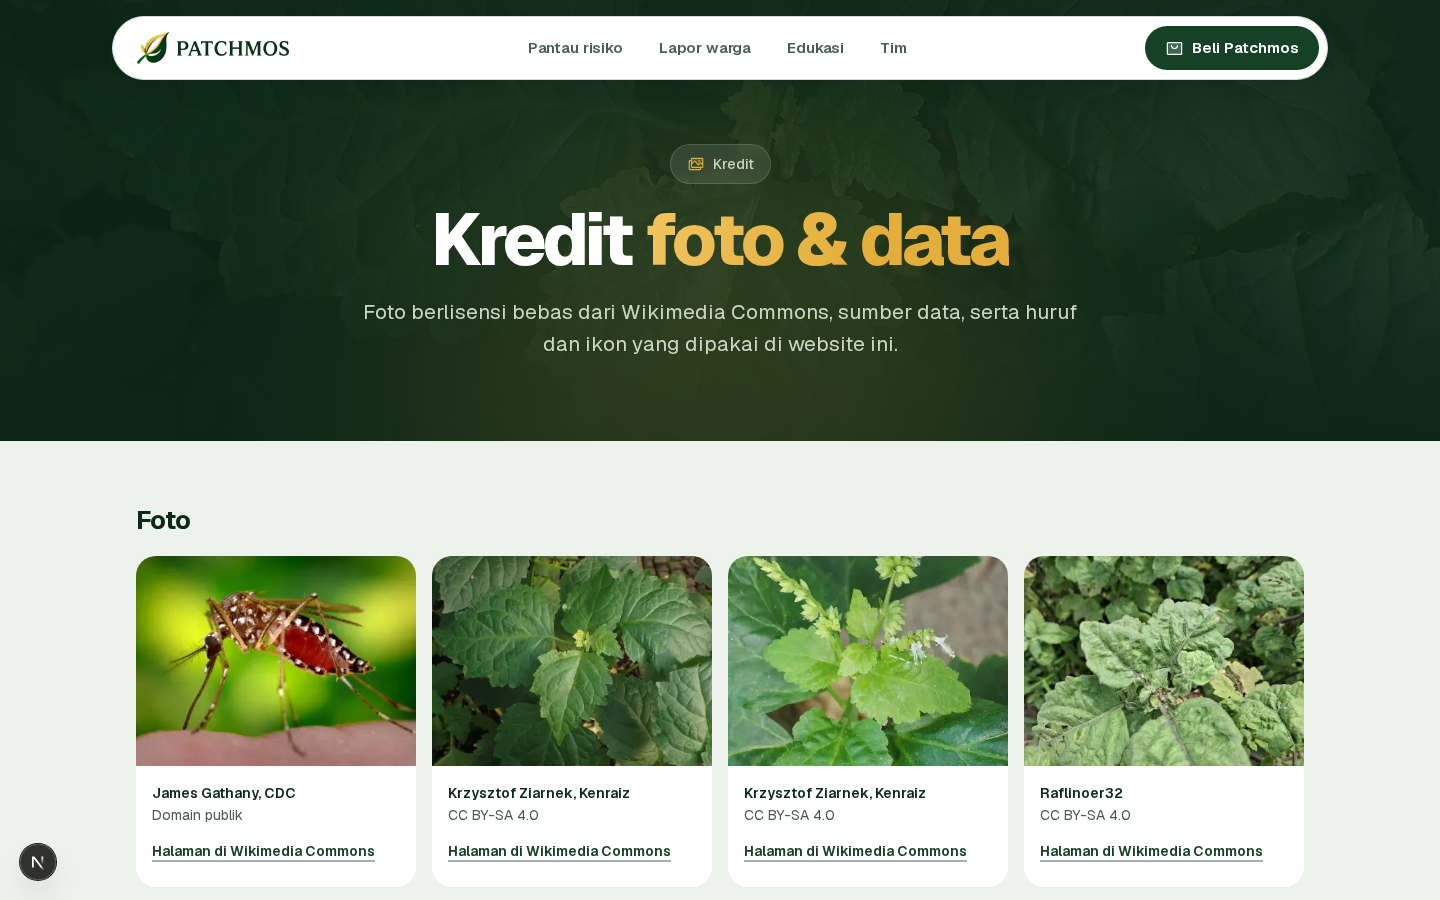 PATCHMOS
Pantau risiko
Lapor warga
Edukasi
Tim
Beli Patchmos
Kredit
Kredit foto & data
Foto berlisensi bebas dari Wikimedia Commons, sumber data, serta huruf
dan ikon yang dipakai di website ini.
Foto
James Gathany, CDC
Domain publik
Halaman di Wikimedia Commons
Krzysztof Ziarnek, Kenraiz
CC BY-SA 4.0
Halaman di Wikimedia Commons
Krzysztof Ziarnek, Kenraiz
CC BY-SA 4.0
Halaman di Wikimedia Commons
Raflinoer32
CC BY-SA 4.0
Halaman di Wikimedia Commons
N